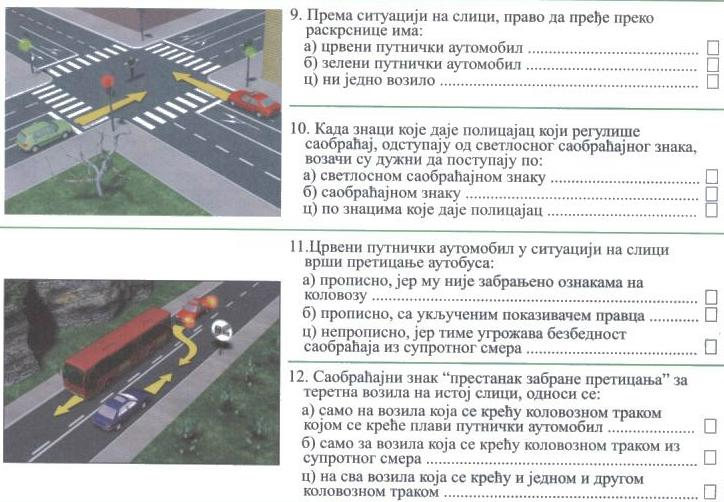 9. Према ситуацији на слици, право да пређе преко
раскрснице има:
а) црвени путнички аутомобил ...............................
б) зелени путнички аутомобил ...............................
ц) ни једно возило ...............................................
10. Када знаци које даје полицајац који регулише
саобраћај, одступају од светлосног саобраћајног знака,
возачи су дужни да поступају по:
а) светлосном саобраћајном знаку ...........................
б) саобраћајном знаку ..........................................
ц) по знацима које даје полицајац ...........................
11.Црвени путнички аутомобил у ситуацији на слици
врши претицање аутобуса:
а) прописно, јер му није забрањено ознакама на
коловозу ........................................................
б) прописно, са укљученим показивачем правца ..........
ц) непрописно, јер тиме угрожава безбедност
саобраћаја из супротног смера ...............................
12. Саобраћајни знак “престанак забране претицања” за
теретна возила на истој слици, односи се:
а) само на возила која се крећу коловозном траком
којом се креће плави путнички аутомобил ................
б) само за возила која се крећу коловозном траком из
супротног смера ................................................
ц) на сва возила која се крећу и једном и другом
коловозном траком .............................................